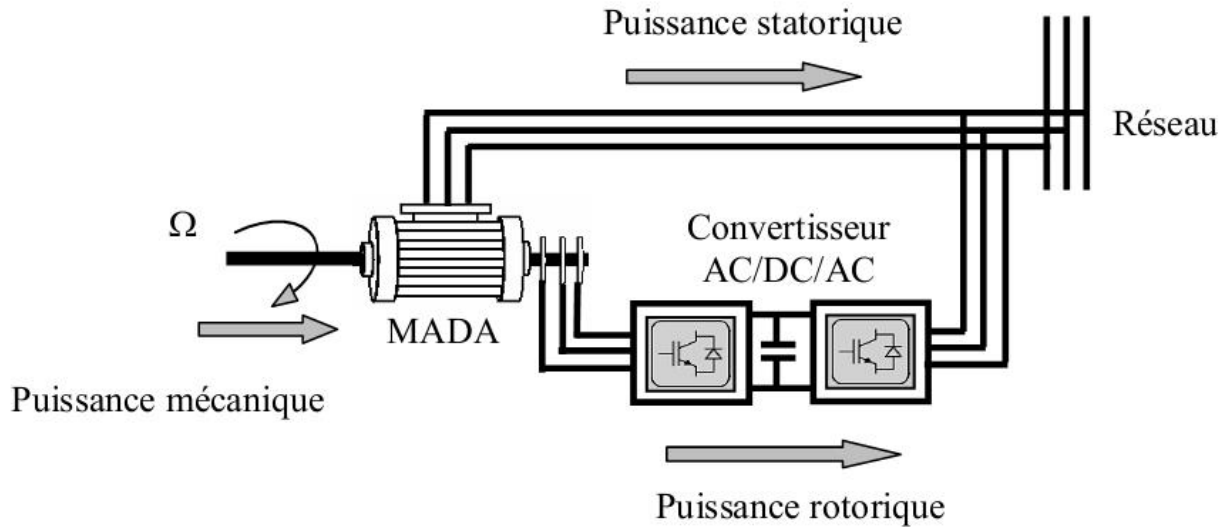 Puissance statorique
Réseau
Ω
Convertisseur
AC/DC/AC
MADA
Puissance mécanique
Puissance rotorique